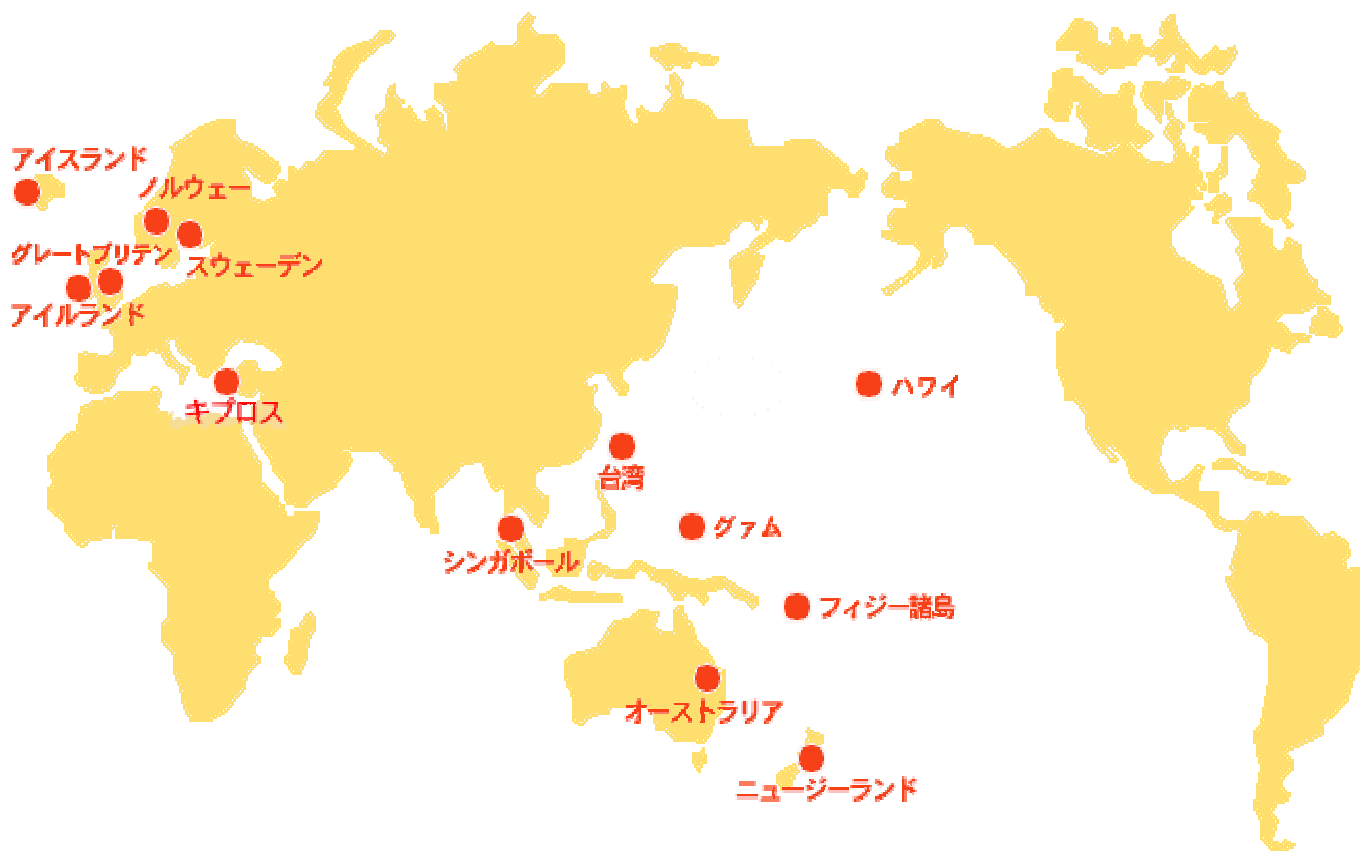 アイスランド
ノルウェー
グレートブリテン
スウェーデン
アイルランド
キプロス
ハワイ
台湾
グァム
シンガポール
フィジー諸島
オーストラリア
ニュージーランド